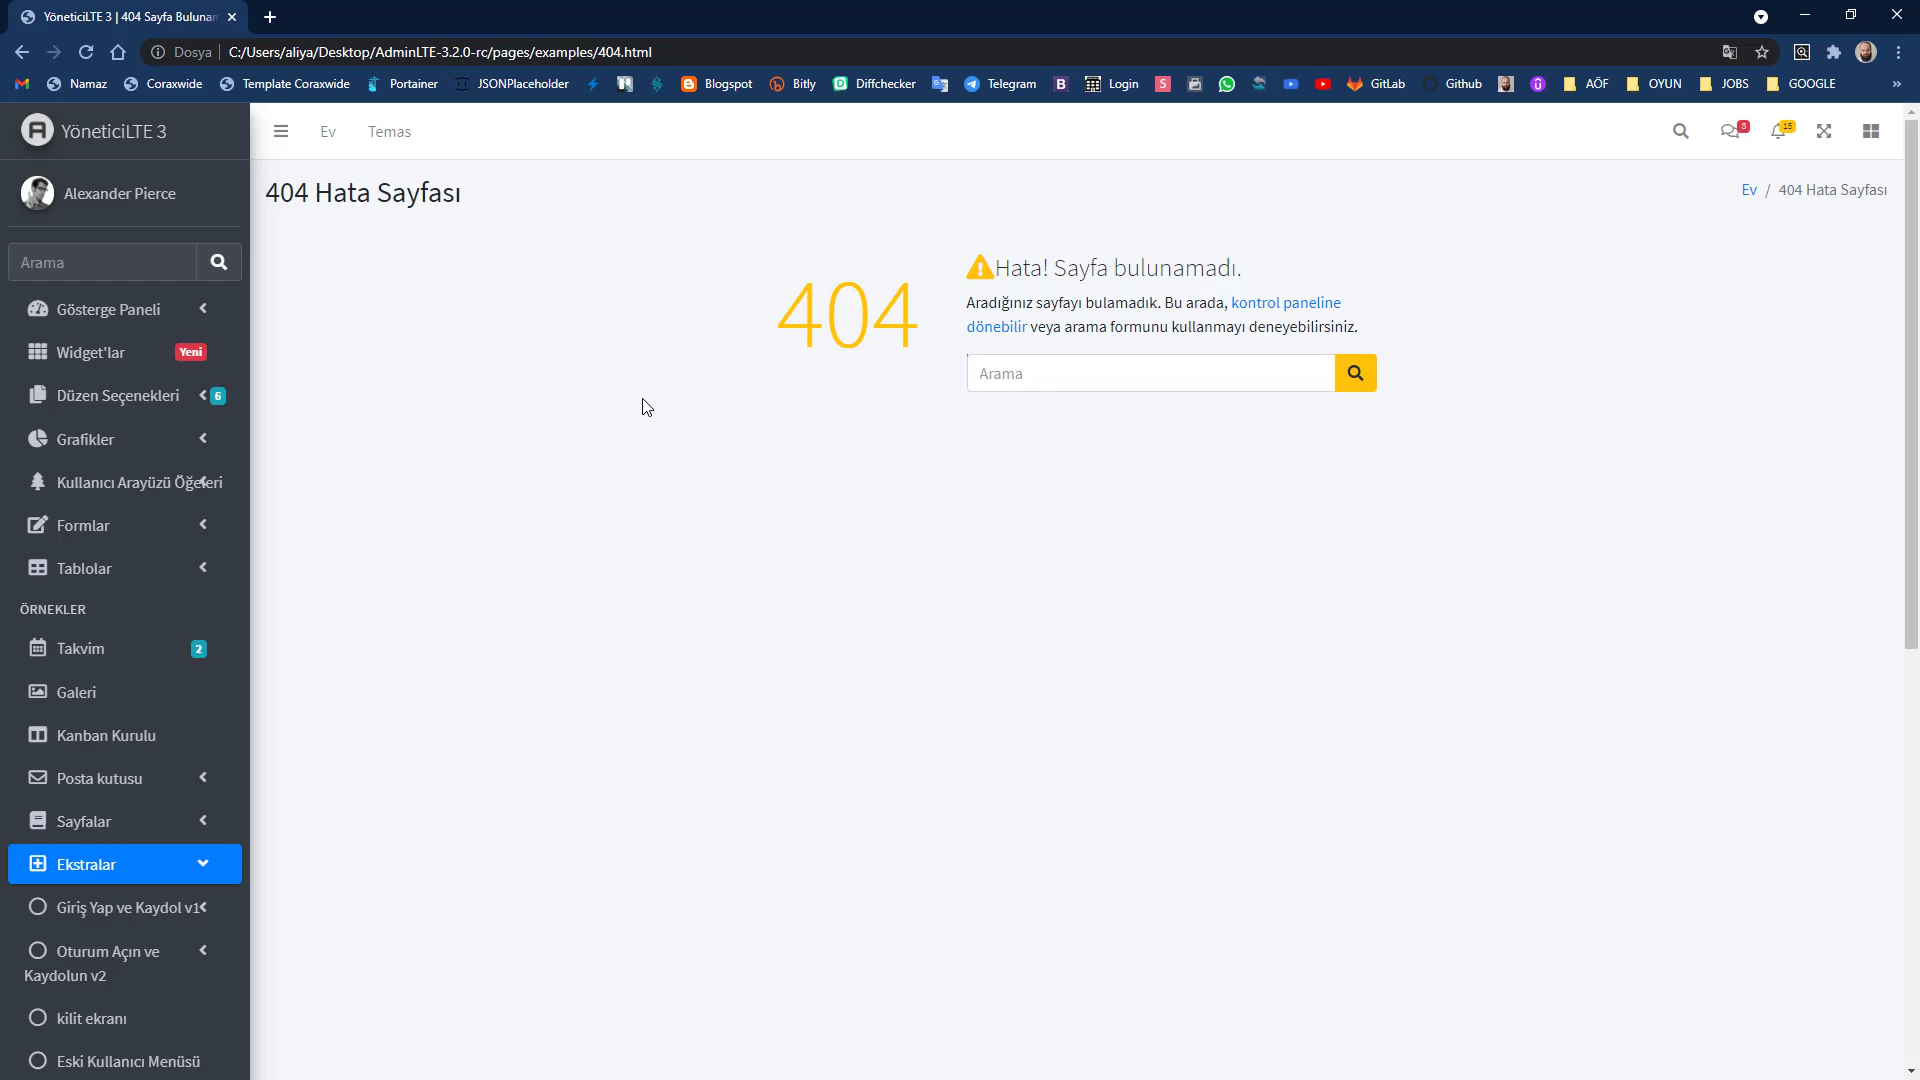 YöneticiLTE 3 | 404 Sayfa Bulunan
Dosya
C:/Users/aliya/Desktop/AdminLTE-3.2.0-rc/pages/examples/404.html
Namaz
Coraxwide
Template Coraxwide
Portainer
JSONPlaceholder
Blogspot
Bitly
Diffchecker
Telegram
Login
GitLab
Github
AÖF
OYUN
JOBS
GOOGLE
YöneticiLTE 3
Ev
Temas
3
15
Alexander Pierce
404 Hata Sayfası
Ev / 404 Hata Sayfası
Arama
Gösterge Paneli
Widget'lar Yeni
Düzen Seçenekleri 6
Grafikler
Kullanıcı Arayüzü Öğeleri
Formlar
Tablolar
ÖRNEKLER
Takvim 2
Galeri
Kanban Kurulu
Posta kutusu
Sayfalar
Ekstralar
Giriş Yap ve Kaydol v1
Oturum Açın ve
Kaydolun v2
kilit ekranı
Eski Kullanıcı Menüsü
404
Hata! Sayfa bulunamadı.
Aradığınız sayfayı bulamadık. Bu arada, kontrol paneline
dönebilir veya arama formunu kullanmayı deneyebilirsiniz.
Arama